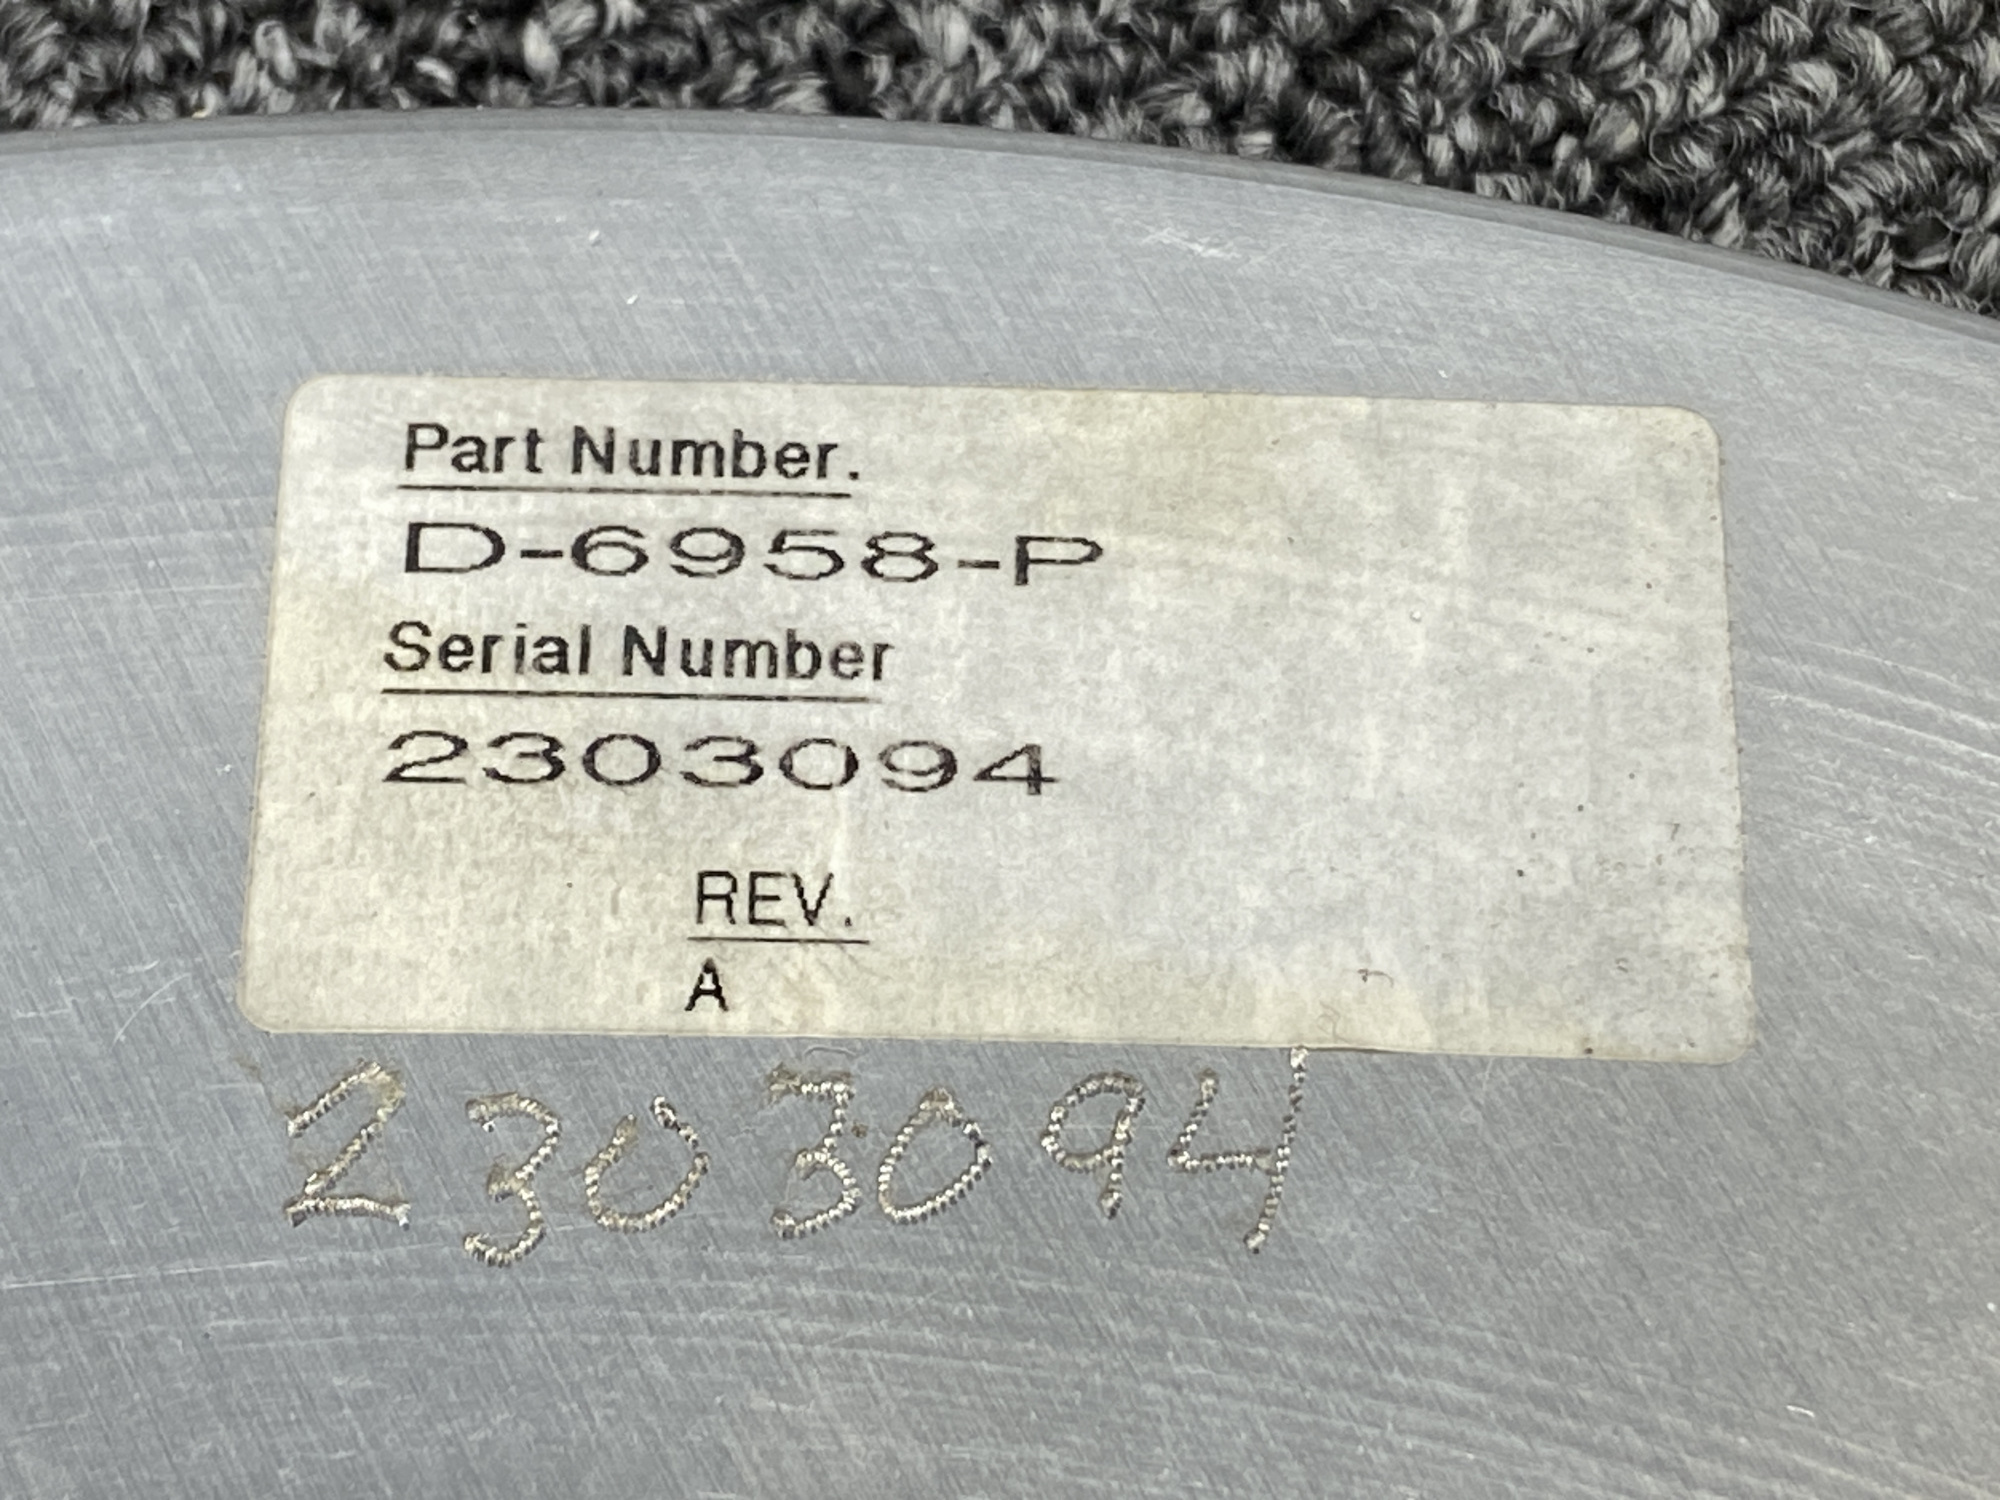 Part Number.
D-6958-P
Serial Number
2303094
REV.
A
2303094